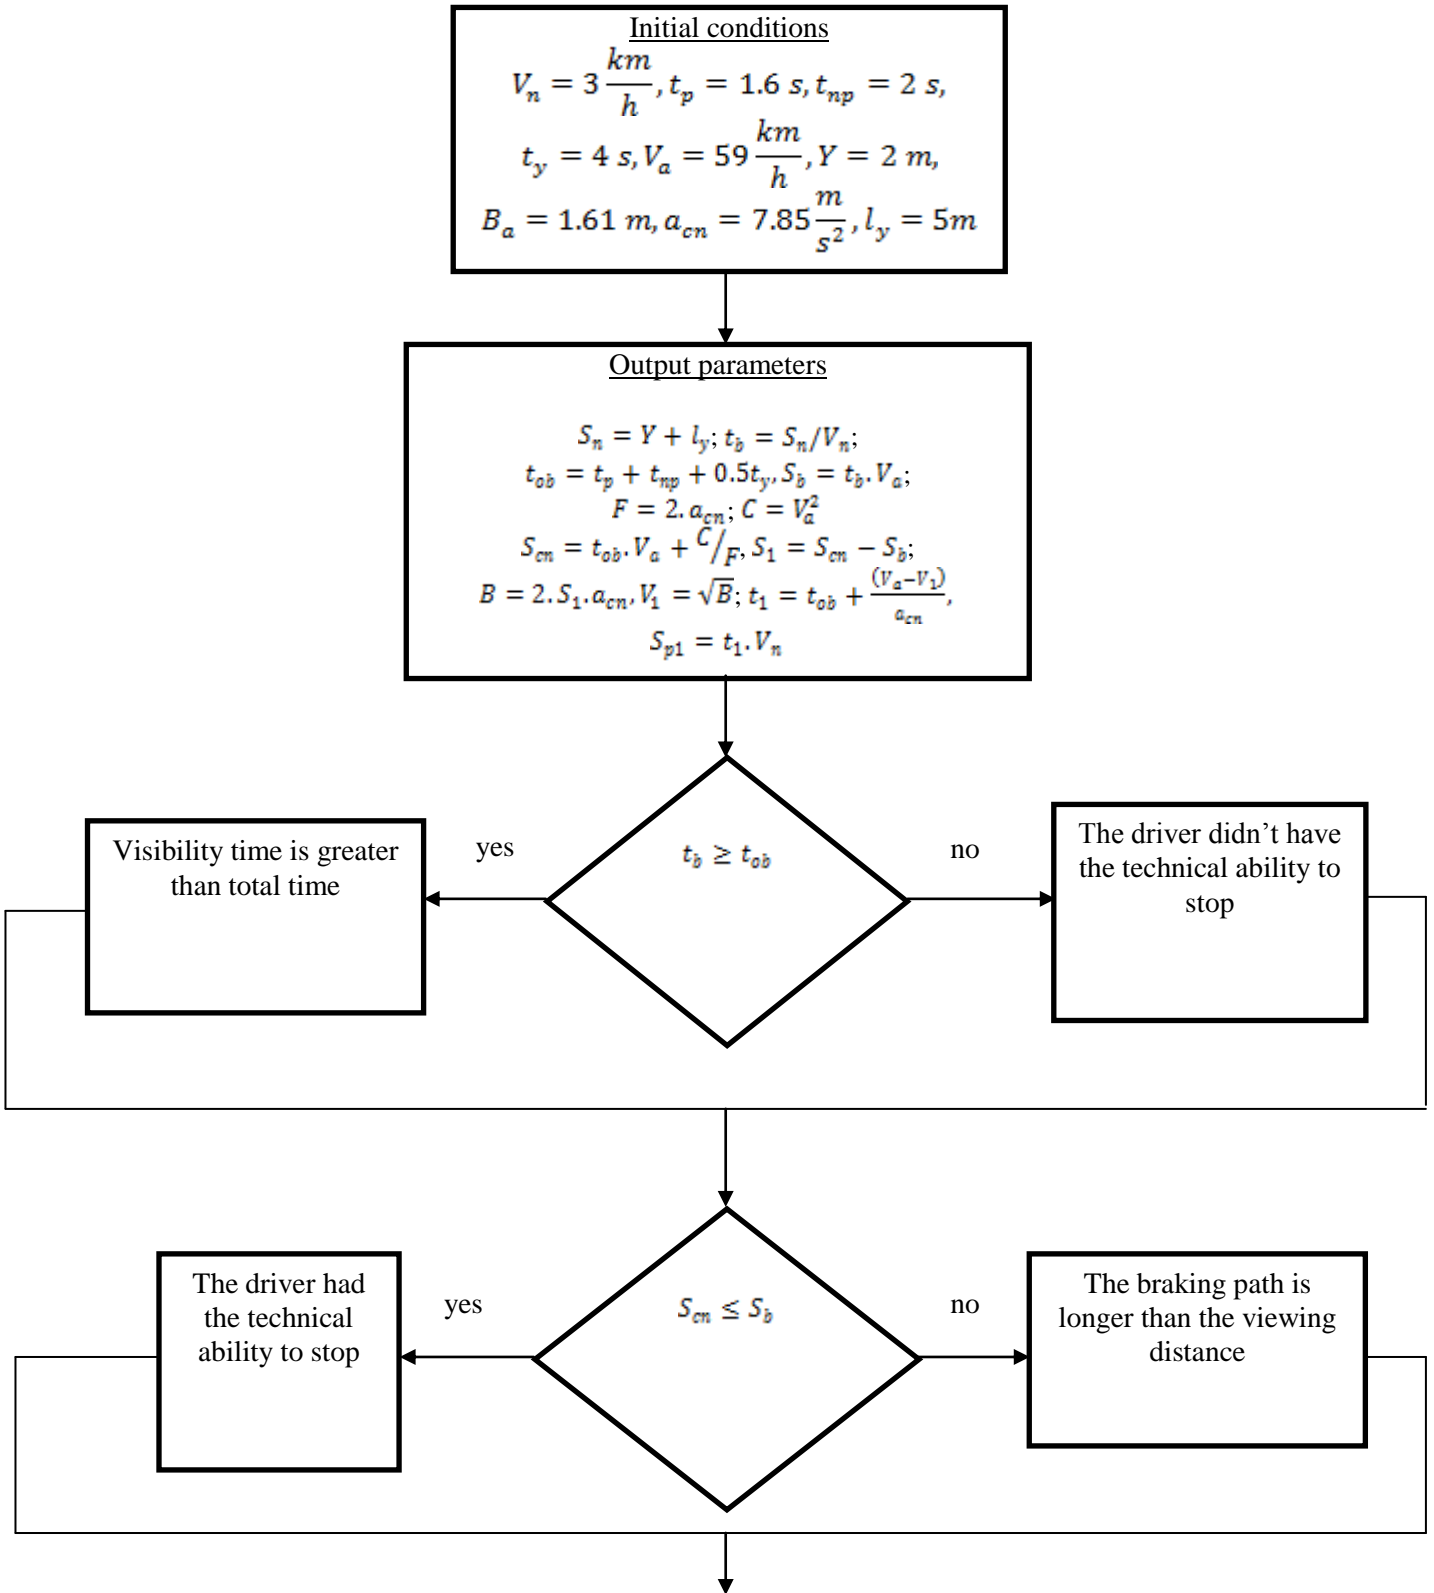 Initial conditions
V_n = 3 km/h, t_p = 1.6 s, t_np = 2 s,
t_y = 4 s, V_a = 59 km/h, Y = 2 m,
B_a = 1.61 m, a_cn = 7.85 m/s², l_y = 5m
Output parameters
S_n = Y + l_y; t_b = S_n/V_n;
t_ob = t_p + t_np + 0.5t_y, S_b = t_b. V_a;
F = 2. a_cn; C = V_a²
S_cn = t_ob. V_a + C/F, S_1 = S_cn − S_b;
B = 2. S_1. a_cn, V_1 = √B; t_1 = t_ob + (V_a−V_1)/a_cn,
S_p1 = t_1. V_n
t_b ≥ t_ob
yes
no
Visibility time is greater
than total time
The driver didn’t have
the technical ability to
stop
S_cn ≤ S_b
yes
no
The driver had
the technical
ability to stop
The braking path is
longer than the viewing
distance